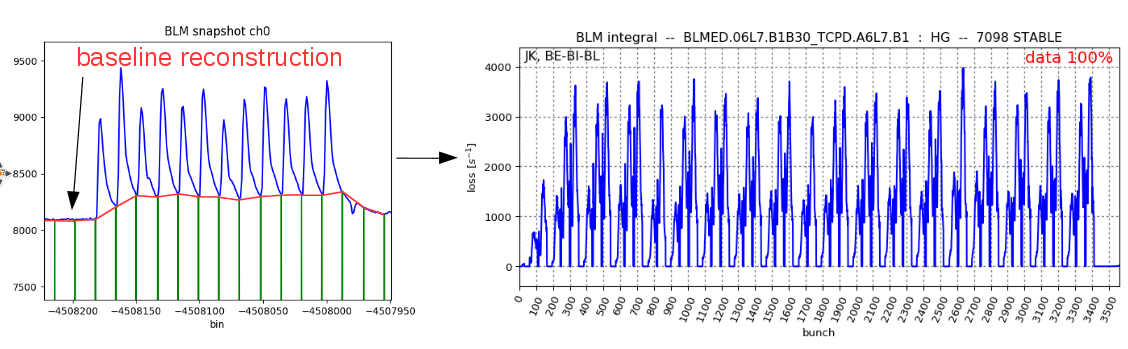 BLM snapshot ch0
baseline reconstruction
9500
9000
8500
8000
7500
−4508200 −4508150 −4508100 −4508050 −4508000 −4507950
bin
BLM integral -- BLMED.06L7.B1B30_TCPD.A6L7.B1 : HG -- 7098 STABLE
JK, BE-BI-BL data 100%
4000
3000
2000
1000
0
loss [s⁻¹]
0 100 200 300 400 500 600 700 800 900 1000 1100 1200 1300 1400 1500 1600 1700 1800 1900 2000 2100 2200 2300 2400 2500 2600 2700 2800 2900 3000 3100 3200 3300 3400 3500
bunch